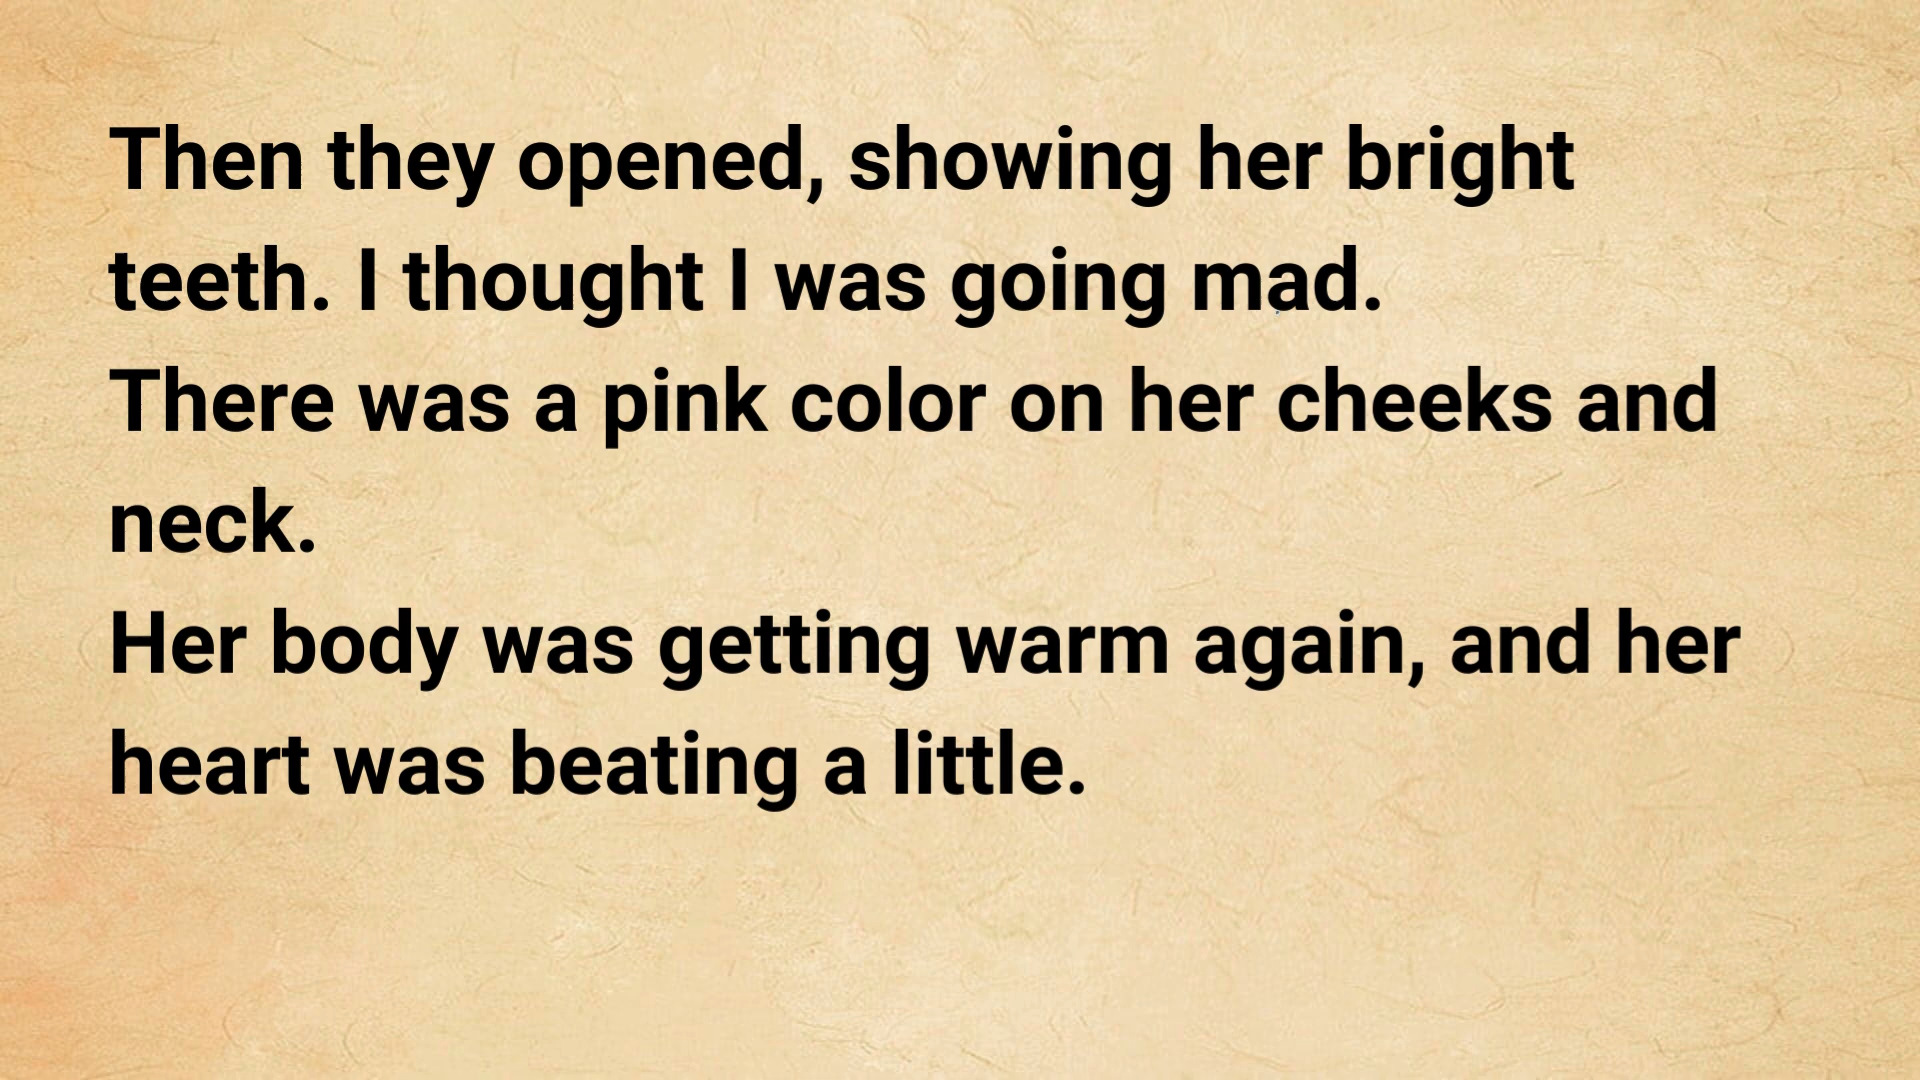 Then they opened, showing her bright
teeth. I thought I was going mad.
There was a pink color on her cheeks and
neck.
Her body was getting warm again, and her
heart was beating a little.